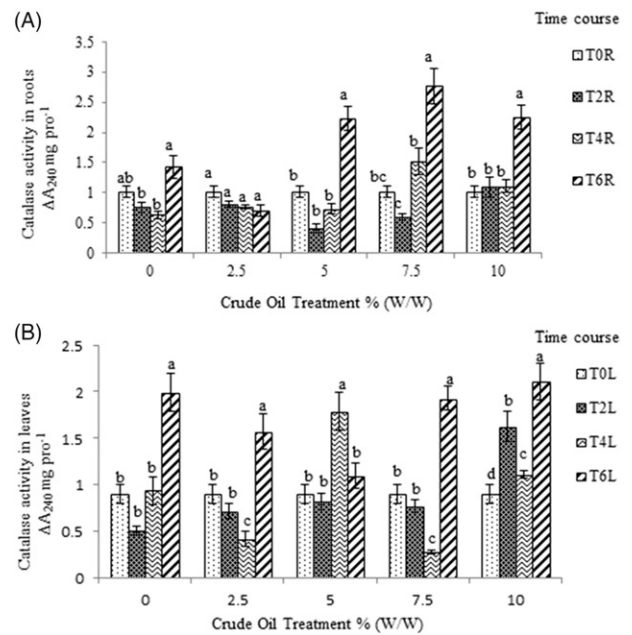 (A)
Time course
Catalase activity in roots
ΔA240 mg pro-1
3.5
3
2.5
2
1.5
1
0.5
0
ab b b a
a a a a
b b b a
bc c b a
b b b a
T0R
T2R
T4R
T6R
0 2.5 5 7.5 10
Crude Oil Treatment % (W/W)
(B)
Time course
Catalase activity in leaves
ΔA240 mg pro-1
2.5
2
1.5
1
0.5
0
b b b a
b b c a
b b a b
b b c a
d b c a
T0L
T2L
T4L
T6L
0 2.5 5 7.5 10
Crude Oil Treatment % (W/W)